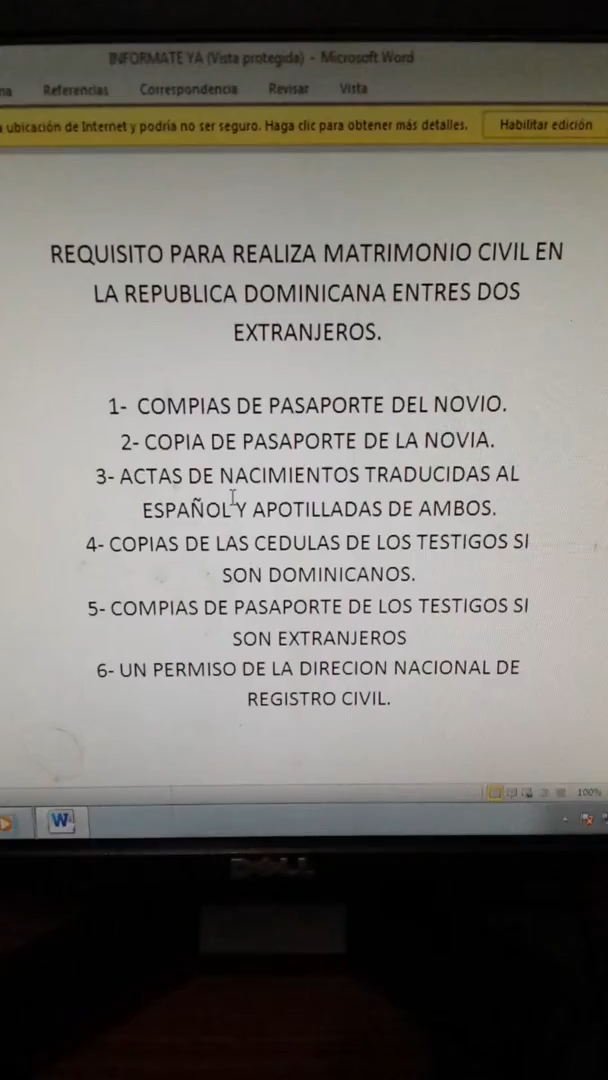 INFORMATE YA (Vista protegida) - Microsoft Word
Referencias Correspondencia Revisar Vista
ubicación de Internet y podría no ser seguro. Haga clic para obtener más detalles. Habilitar edición
REQUISITO PARA REALIZA MATRIMONIO CIVIL EN
LA REPUBLICA DOMINICANA ENTRES DOS
EXTRANJEROS.
1- COMPIAS DE PASAPORTE DEL NOVIO.
2- COPIA DE PASAPORTE DE LA NOVIA.
3- ACTAS DE NACIMIENTOS TRADUCIDAS AL
ESPAÑOL Y APOTILLADAS DE AMBOS.
4- COPIAS DE LAS CEDULAS DE LOS TESTIGOS SI
SON DOMINICANOS.
5- COMPIAS DE PASAPORTE DE LOS TESTIGOS SI
SON EXTRANJEROS
6- UN PERMISO DE LA DIRECION NACIONAL DE
REGISTRO CIVIL.
100%
W
DELL